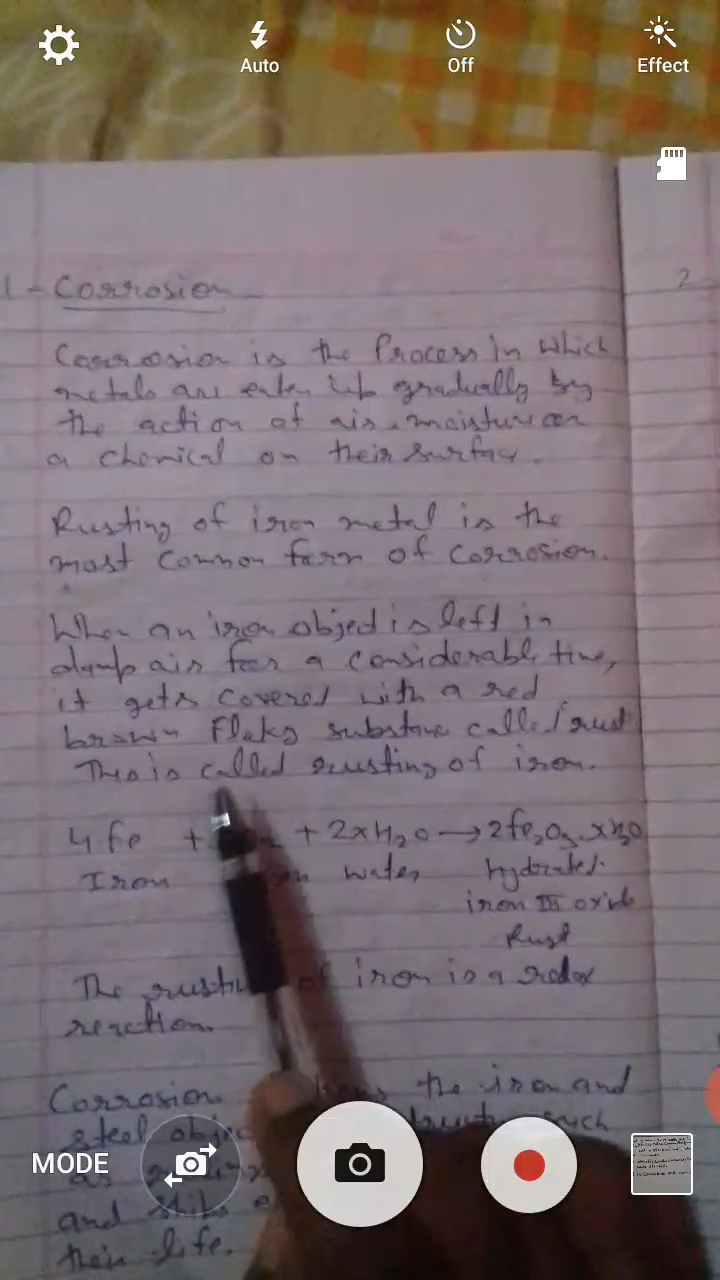 Auto
Off
Effect
1 - Corrosion
2
Corrosion is the Process in which
metals are eaten up gradually by
the action of air, moisture or
a chemical on their surface.
Rusting of iron metal is the
most common form of corrosion.
When an iron object is left in
damp air for a considerable time,
it gets covered with a red
brown Flaky substance called rust
This is called rusting of iron.
4 Fe + + 2xH2O → 2Fe2O3.xH2O
Iron water Hydrated
iron III oxide
Rust
The of iron is a redox
reaction.
Corrosion the iron and
steel such
as
and
their life.
MODE